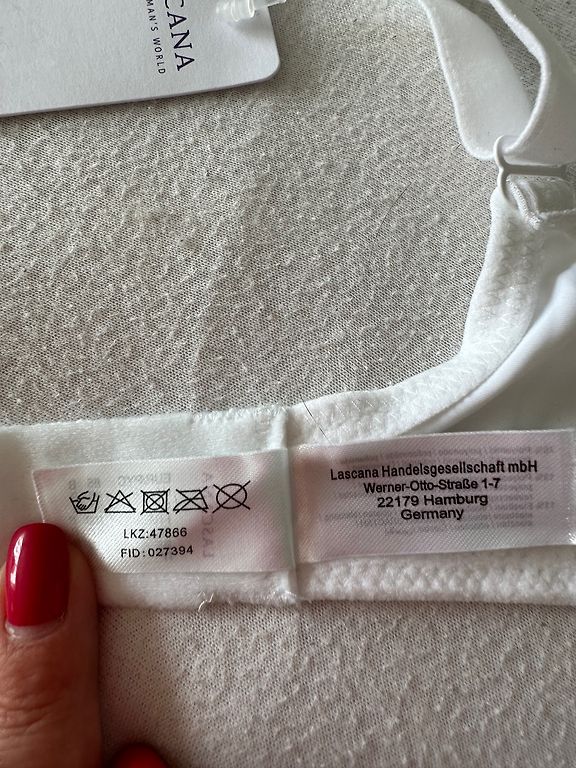 CANA
MAN'S WORLD
LKZ:47866
FID:027394
Lascana Handelsgesellschaft mbH
Werner-Otto-Straße 1-7
22179 Hamburg
Germany